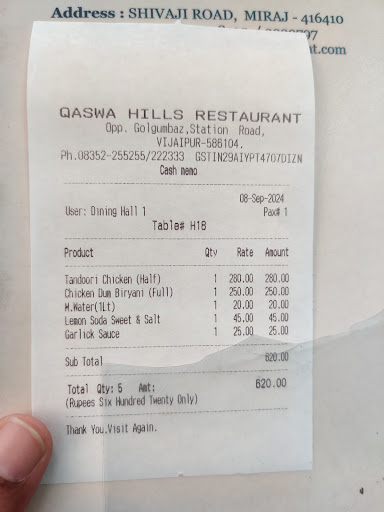 Address : SHIVAJI ROAD, MIRAJ - 416410
nt.com
QASWA HILLS RESTAURANT
Opp. Golgumbaz,Station Road,
VIJAIPUR-586104.
Ph.08352-255255/222333 GSTIN29AIYPT4707D1ZN
Cash memo
08-Sep-2024
User: Dining Hall 1 Pax# 1
Table# H18
Product Qty Rate Amount
Tandoori Chicken (Half) 1 280.00 280.00
Chicken Dum Biryani (Full) 1 250.00 250.00
M.Water(1Lt) 1 20.00 20.00
Lemon Soda Sweet & Salt 1 45.00 45.00
Garlick Sauce 1 25.00 25.00
Sub Total 620.00
Total Qty: 5 Amt: 620.00
(Rupees Six Hundred Twenty Only)
Thank You.Visit Again.